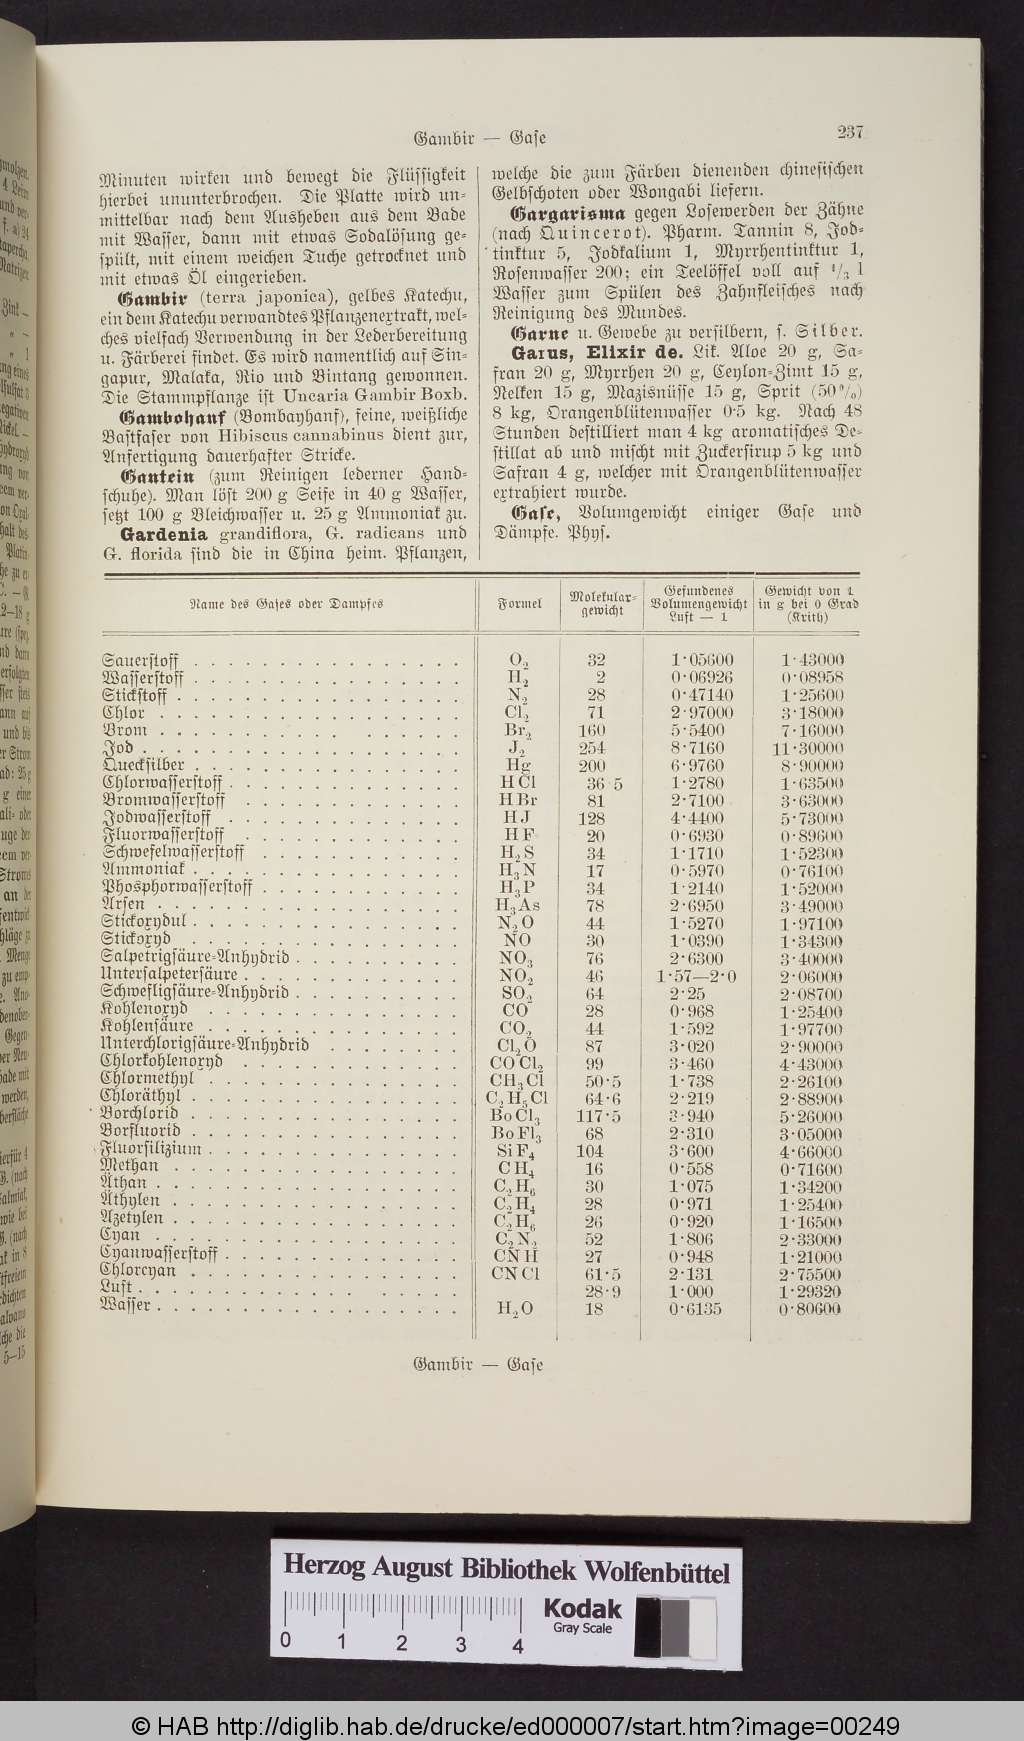 Gambir — Gase
237
Minuten wirken und bewegt die Flüssigkeit
hierbei ununterbrochen. Die Platte wird un-
mittelbar nach dem Ausheben aus dem Bade
mit Wasser, dann mit etwas Sodalösung ge-
spült, mit einem weichen Tuche getrocknet und
mit etwas Öl eingerieben.
Gambir (terra japonica), gelbes Katechu,
ein dem Katechu verwandtes Pflanzenextrakt, wel-
ches vielfach Verwendung in der Lederbereitung
u. Färberei findet. Es wird namentlich auf Sin-
gapur, Malaka, Rio und Bintang gewonnen.
Die Stammpflanze ist Uncaria Gambir Boxb.
Gambohanf (Bombayhanf), feine, weißliche
Bastfaser von Hibiscus cannabinus dient zur,
Anfertigung dauerhafter Stricke.
Gantein (zum Reinigen lederner Hand-
schuhe). Man löst 200 g Seife in 40 g Wasser,
setzt 100 g Bleichwasser u. 25 g Ammoniak zu.
Gardenia grandiflora, G. radicans und
G. florida sind die in China heim. Pflanzen,
welche die zum Färben dienenden chinesischen
Gelbschoten oder Wongabi liefern.
Gargarisma gegen Losewerden der Zähne
(nach Quincerot). Pharm. Tannin 8, Jod-
tinktur 5, Jodkalium 1, Myrrhentinktur 1,
Rosenwasser 200; ein Teelöffel voll auf 1/3 l
Wasser zum Spülen des Zahnfleisches nach
Reinigung des Mundes.
Garne u. Gewebe zu versilbern, s. Silber.
Garus, Elixir de. Lik. Aloe 20 g, Sa-
fran 20 g, Myrrhen 20 g, Ceylon-Zimt 15 g,
Nelken 15 g, Mazisnüsse 15 g, Sprit (50%)
8 kg, Orangenblütenwasser 0·5 kg. Nach 48
Stunden destilliert man 4 kg aromatisches De-
stillat ab und mischt mit Zuckersirup 5 kg und
Safran 4 g, welcher mit Orangenblütenwasser
extrahiert wurde.
Gase, Volumgewicht einiger Gase und
Dämpfe. Phys.
Name des Gases oder Dampfes | Formel | Molekular-gewicht | Gefundenes Volumengewicht Luft — 1 | Gewicht von 1 l in g bei 0 Grad (Krith)
Sauerstoff O2 32 1·05600 1·43000
Wasserstoff H2 2 0·06926 0·08958
Stickstoff N2 28 0·47140 1·25600
Chlor Cl2 71 2·97000 3·18000
Brom Br2 160 5·5400 7·16000
Jod J2 254 8·7160 11·30000
Quecksilber Hg 200 6·9760 8·90000
Chlorwasserstoff HCl 36·5 1·2780 1·63500
Bromwasserstoff HBr 81 2·7100 3·63000
Jodwasserstoff HJ 128 4·4400 5·73000
Fluorwasserstoff HF 20 0·6930 0·89600
Schwefelwasserstoff H2S 34 1·1710 1·52300
Ammoniak H3N 17 0·5970 0·76100
Phosphorwasserstoff H3P 34 1·2140 1·52000
Arsen H3As 78 2·6950 3·49000
Stickoxydul N2O 44 1·5270 1·97100
Stickoxyd NO 30 1·0390 1·34300
Salpetrigsäure-Anhydrid NO3 76 2·6300 3·40000
Untersalpetersäure NO2 46 1·57—2·0 2·06000
Schwefligsäure-Anhydrid SO2 64 2·25 2·08700
Kohlenoxyd CO 28 0·968 1·25400
Kohlensäure CO2 44 1·592 1·97700
Unterchlorigsäure-Anhydrid Cl2O 87 3·020 2·90000
Chlorkohlenoxyd COCl2 99 3·460 4·43000
Chlormethyl CH3Cl 50·5 1·738 2·26100
Chloräthyl C2H5Cl 64·6 2·219 2·88900
Borchlorid BoCl3 117·5 3·940 5·26000
Borfluorid BoFl3 68 2·310 3·05000
Fluorsilizium SiF4 104 3·600 4·66000
Methan CH4 16 0·558 0·71600
Äthan C2H6 30 1·075 1·34200
Äthylen C2H4 28 0·971 1·25400
Azetylen C2H6 26 0·920 1·16500
Cyan C2N2 52 1·806 2·33000
Cyanwasserstoff CNH 27 0·948 1·21000
Chlorcyan CNCl 61·5 2·131 2·75500
Luft 28·9 1·000 1·29320
Wasser H2O 18 0·6135 0·80600
Gambir — Gase
Herzog August Bibliothek Wolfenbüttel
Kodak
Gray Scale
0 1 2 3 4
© HAB http://diglib.hab.de/drucke/ed000007/start.htm?image=00249